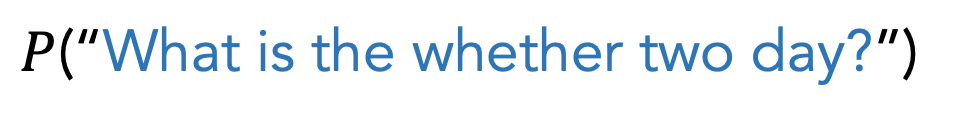 P(“What is the whether two day?”)